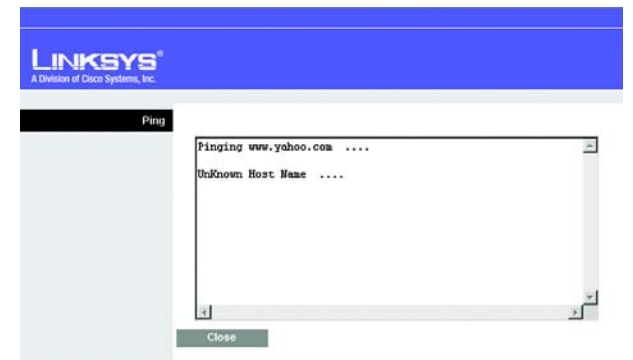 LINKSYS®
A Division of Cisco Systems, Inc.
Ping
Pinging www.yahoo.com ....
UnKnown Host Name ....
Close